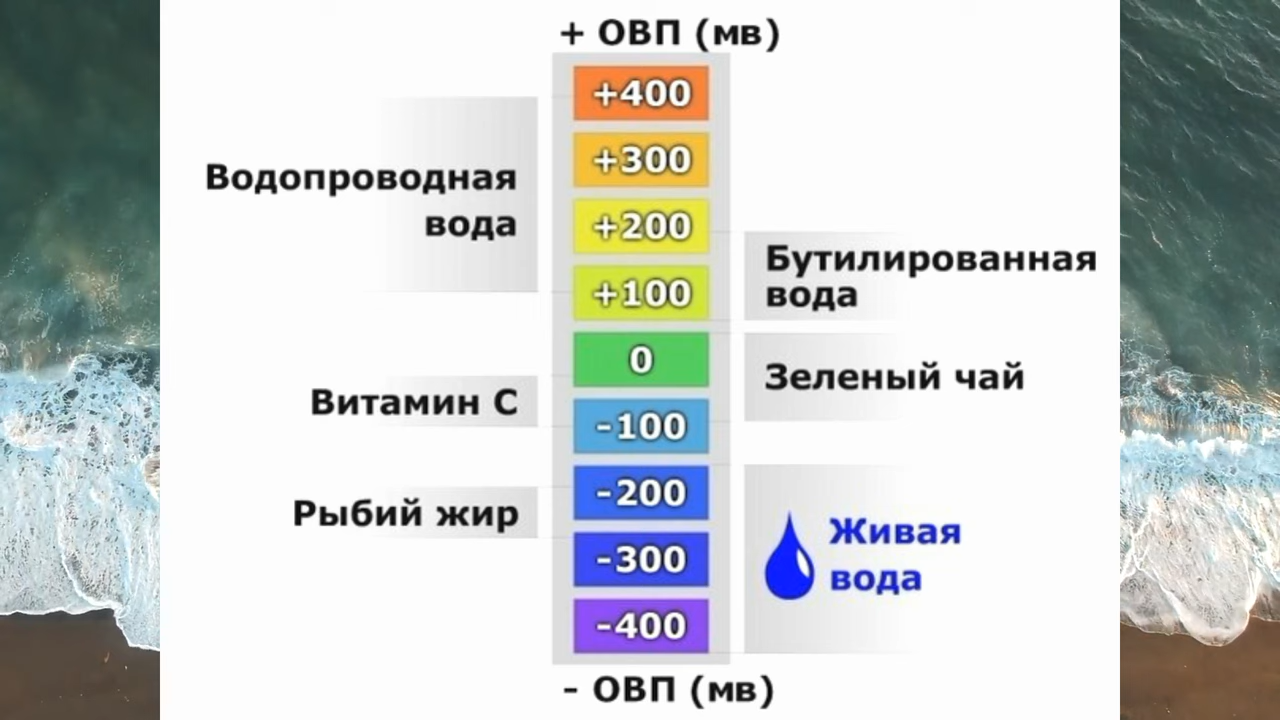 + ОВП (мв)
+400
+300
+200
+100
0
-100
-200
-300
-400
- ОВП (мв)
Водопроводная
вода
Витамин С
Рыбий жир
Бутилированная
вода
Зеленый чай
Живая
вода